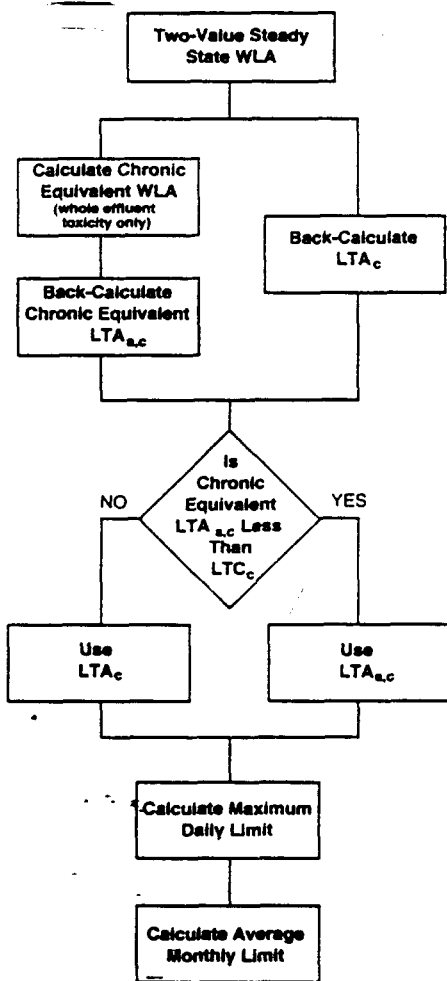 Two-Value Steady
State WLA
Calculate Chronic
Equivalent WLA
(whole effluent
toxicity only)
Back-Calculate
Chronic Equivalent
LTAa,c
Back-Calculate
LTAc
Is
Chronic
Equivalent
LTA a,c Less
Than
LTCc
NO
YES
Use
LTAc
Use
LTAa,c
Calculate Maximum
Daily Limit
Calculate Average
Monthly Limit